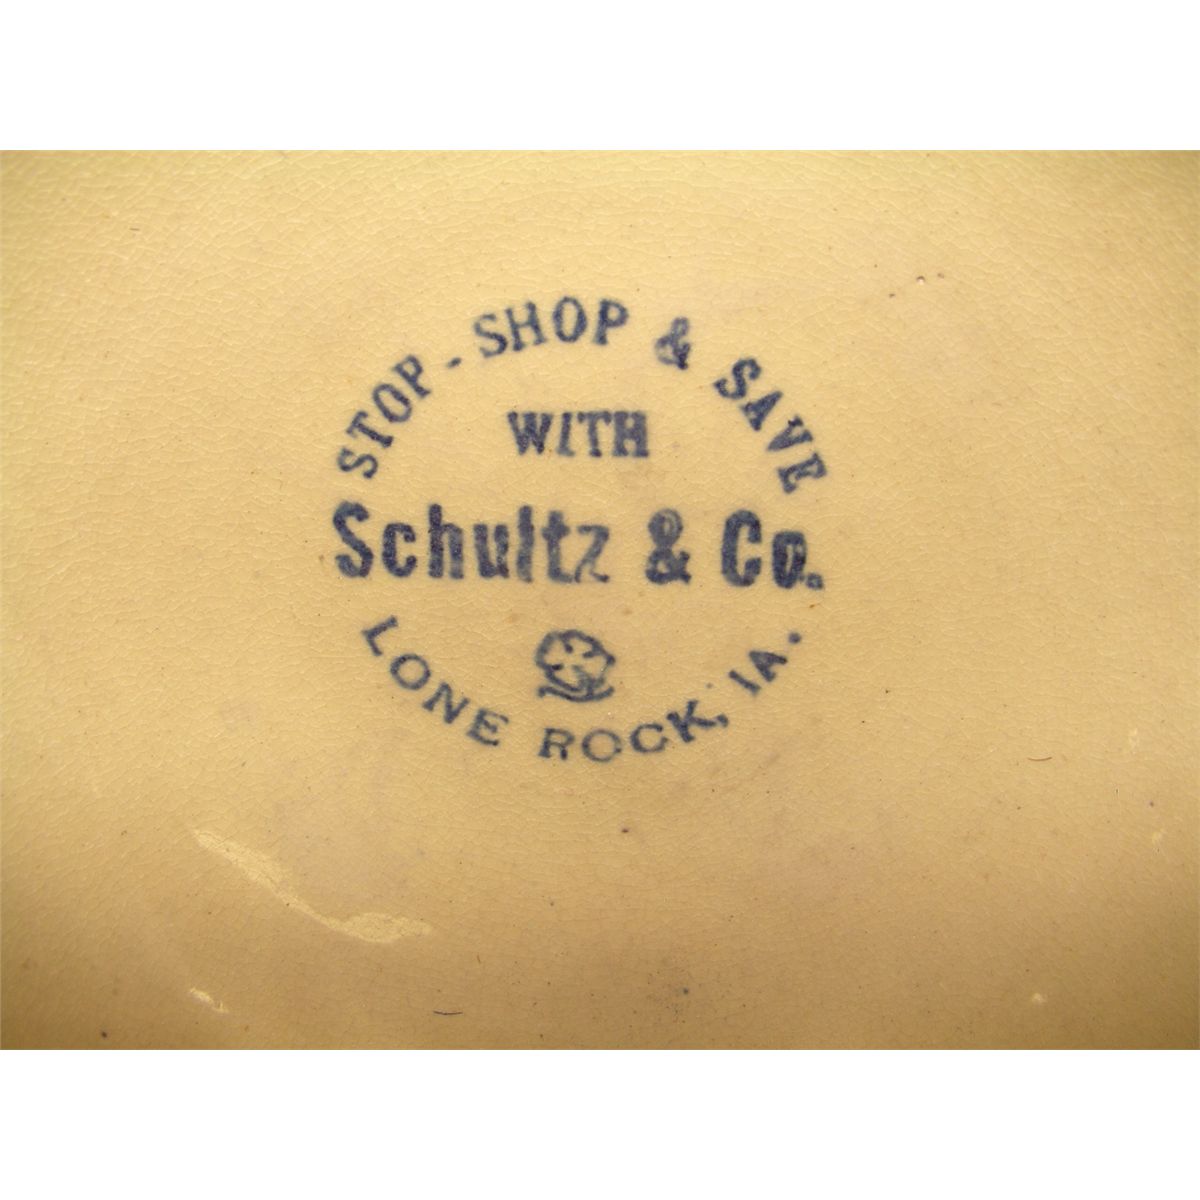 STOP - SHOP & SAVE
WITH
Schultz & Co.
LONE ROCK, IA.